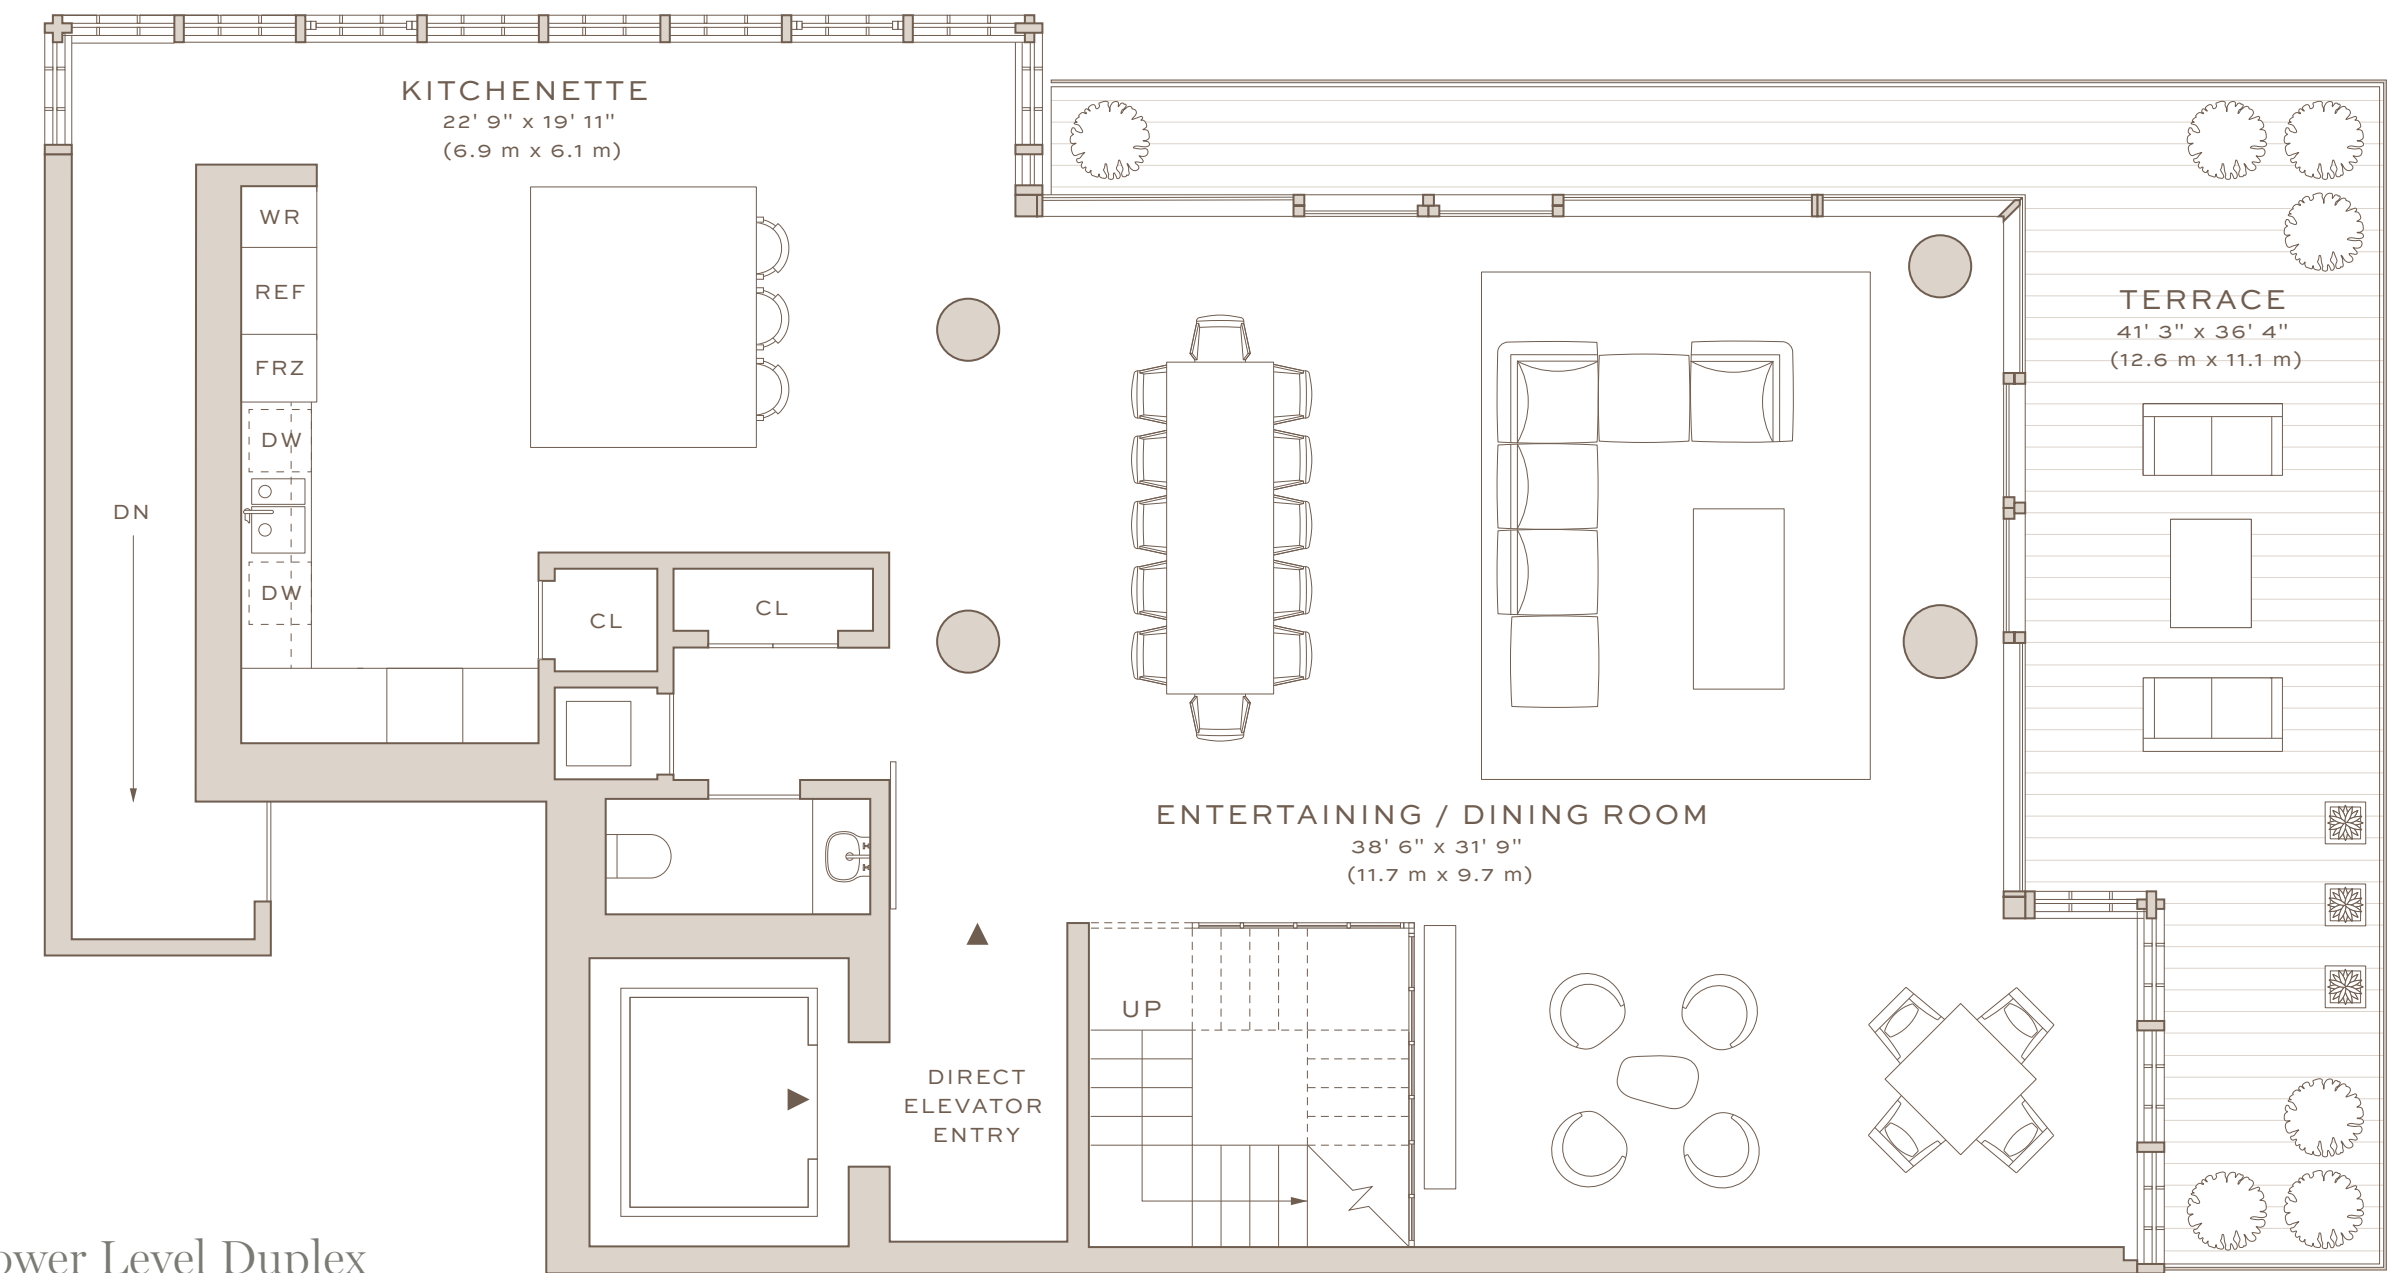 KITCHENETTE
22' 9" x 19' 11"
(6.9 m x 6.1 m)
WR
REF
FRZ
DW
DW
DN
CL
CL
TERRACE
41' 3" x 36' 4"
(12.6 m x 11.1 m)
ENTERTAINING / DINING ROOM
38' 6" x 31' 9"
(11.7 m x 9.7 m)
UP
DIRECT
ELEVATOR
ENTRY
ower Level Duplex